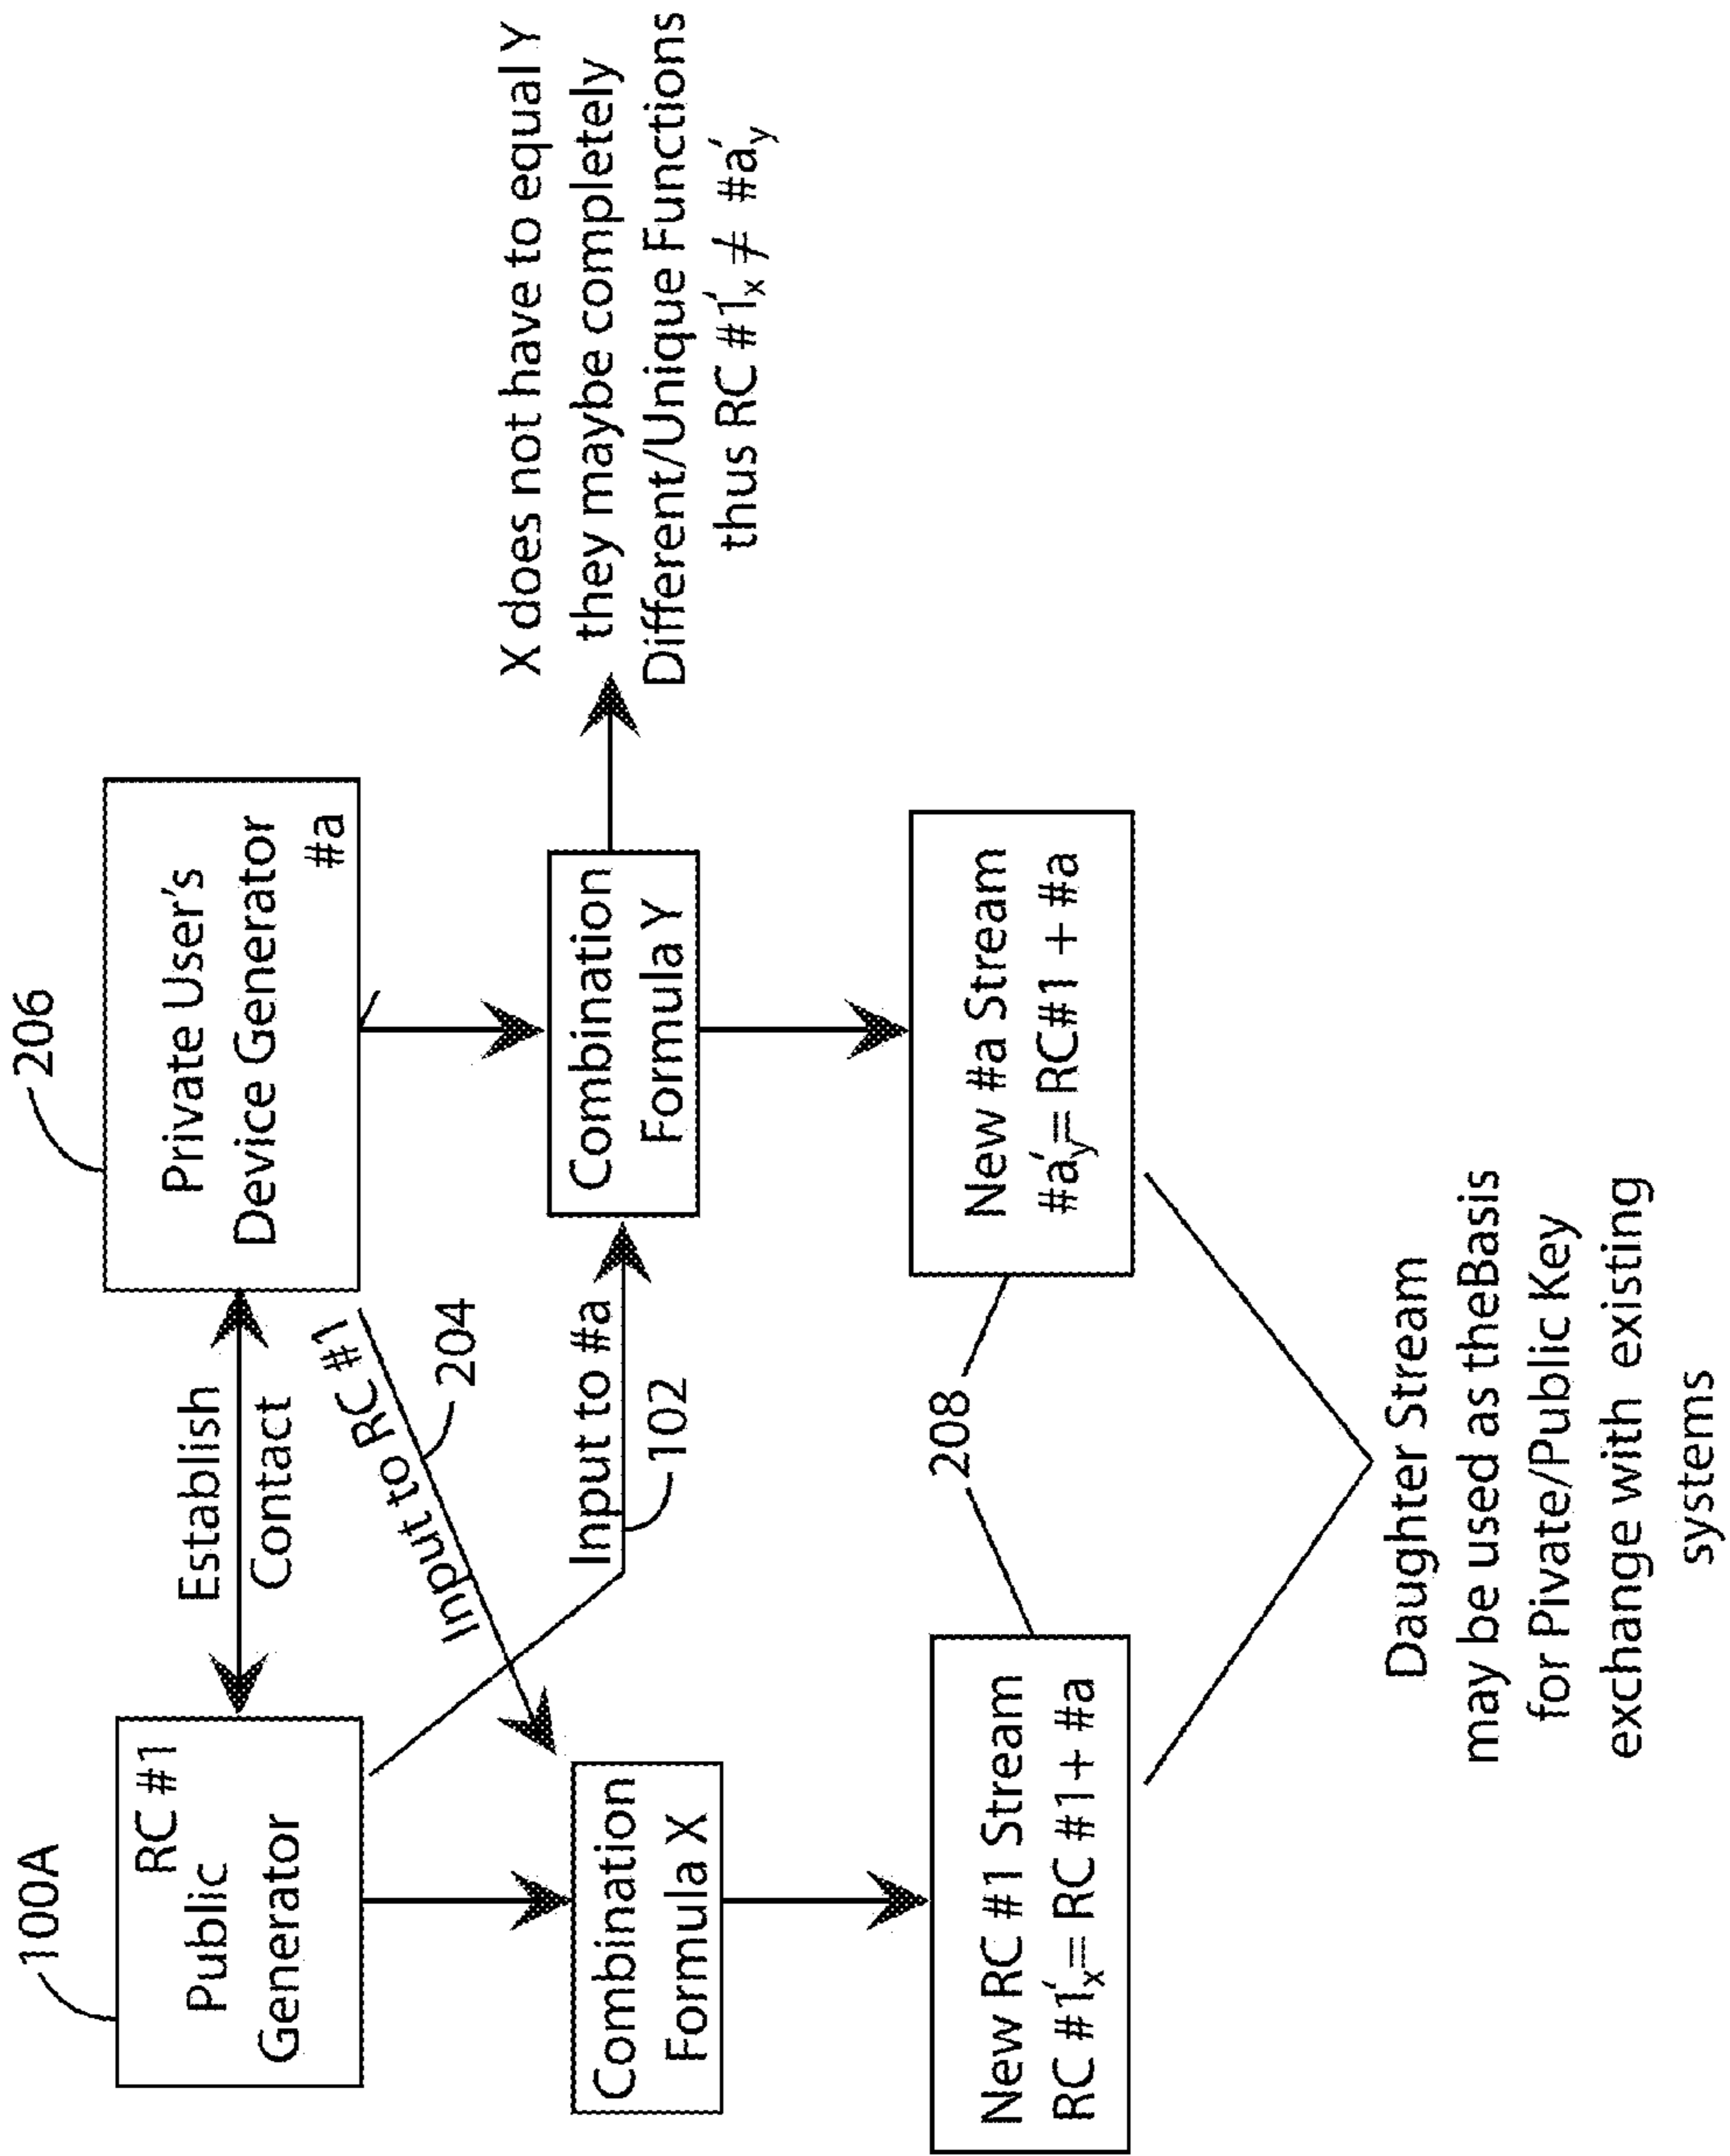 100A
RC #1
Public
Generator
Establish
Contact
206
Private User's
Device Generator
#a
Input to RC #1
204
Input to #a
102
Combination
Formula X
Combination
Formula Y
X does not have to equal Y
they maybe completely
Different/Unique Functions
thus RC #1'ₓ ≠ #a'ᵧ
New RC #1 Stream
RC #1'ₓ= RC #1+ #a
208
New #a Stream
#a'ᵧ= RC#1 + #a
Daughter Stream
may be used as theBasis
for Pivate/Public Key
exchange with existing
systems